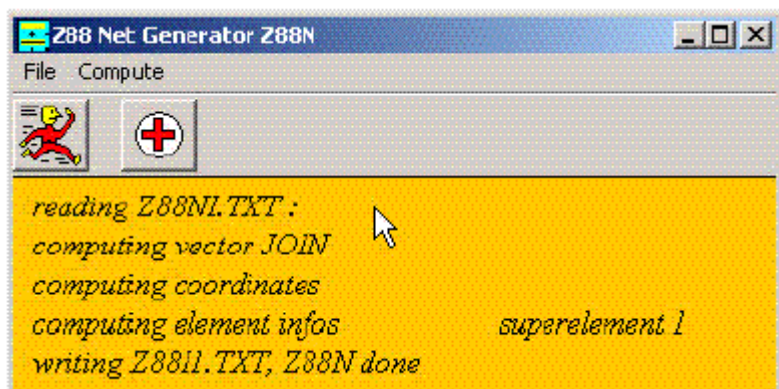 Z88 Net Generator Z88N
File Compute
reading Z88NI.TXT :
computing vector JOIN
computing coordinates
computing element infos superelement 1
writing Z88I1.TXT, Z88N done